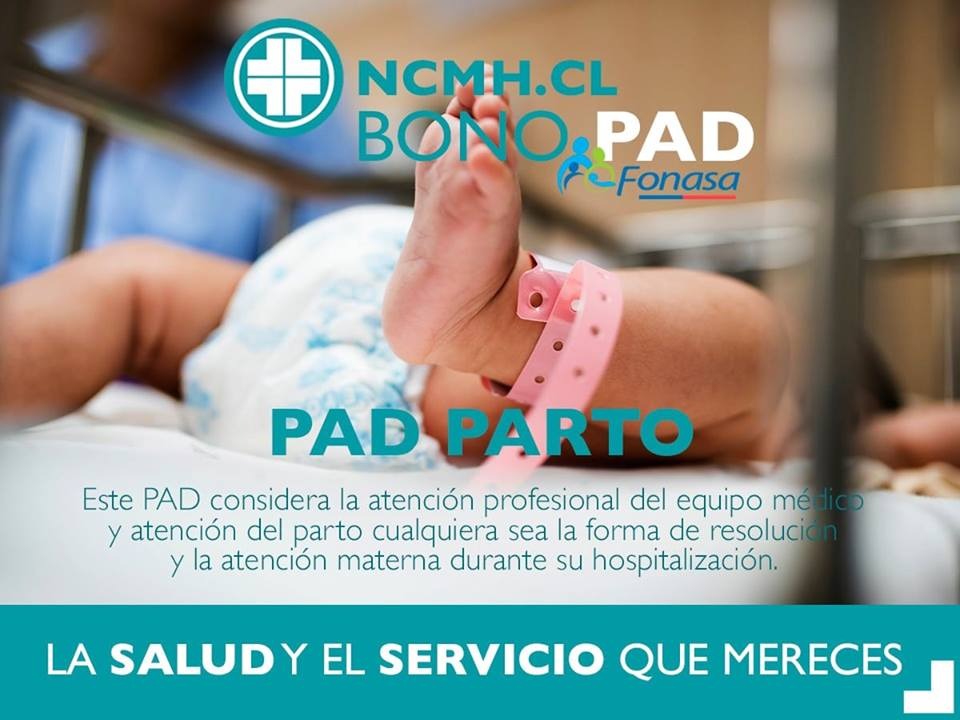 NCMH.CL
BONO PAD
Fonasa
PAD PARTO
Este PAD considera la atención profesional del equipo médico
y atención del parto cualquiera sea la forma de resolución
y la atención materna durante su hospitalización.
LA SALUD Y EL SERVICIO QUE MERECES